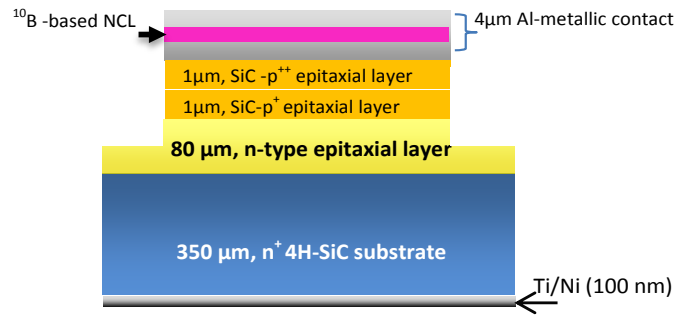 ¹⁰B -based NCL
4µm Al-metallic contact
1µm, SiC -p⁺⁺ epitaxial layer
1µm, SiC-p⁺ epitaxial layer
80 µm, n-type epitaxial layer
350 µm, n⁺ 4H-SiC substrate
Ti/Ni (100 nm)